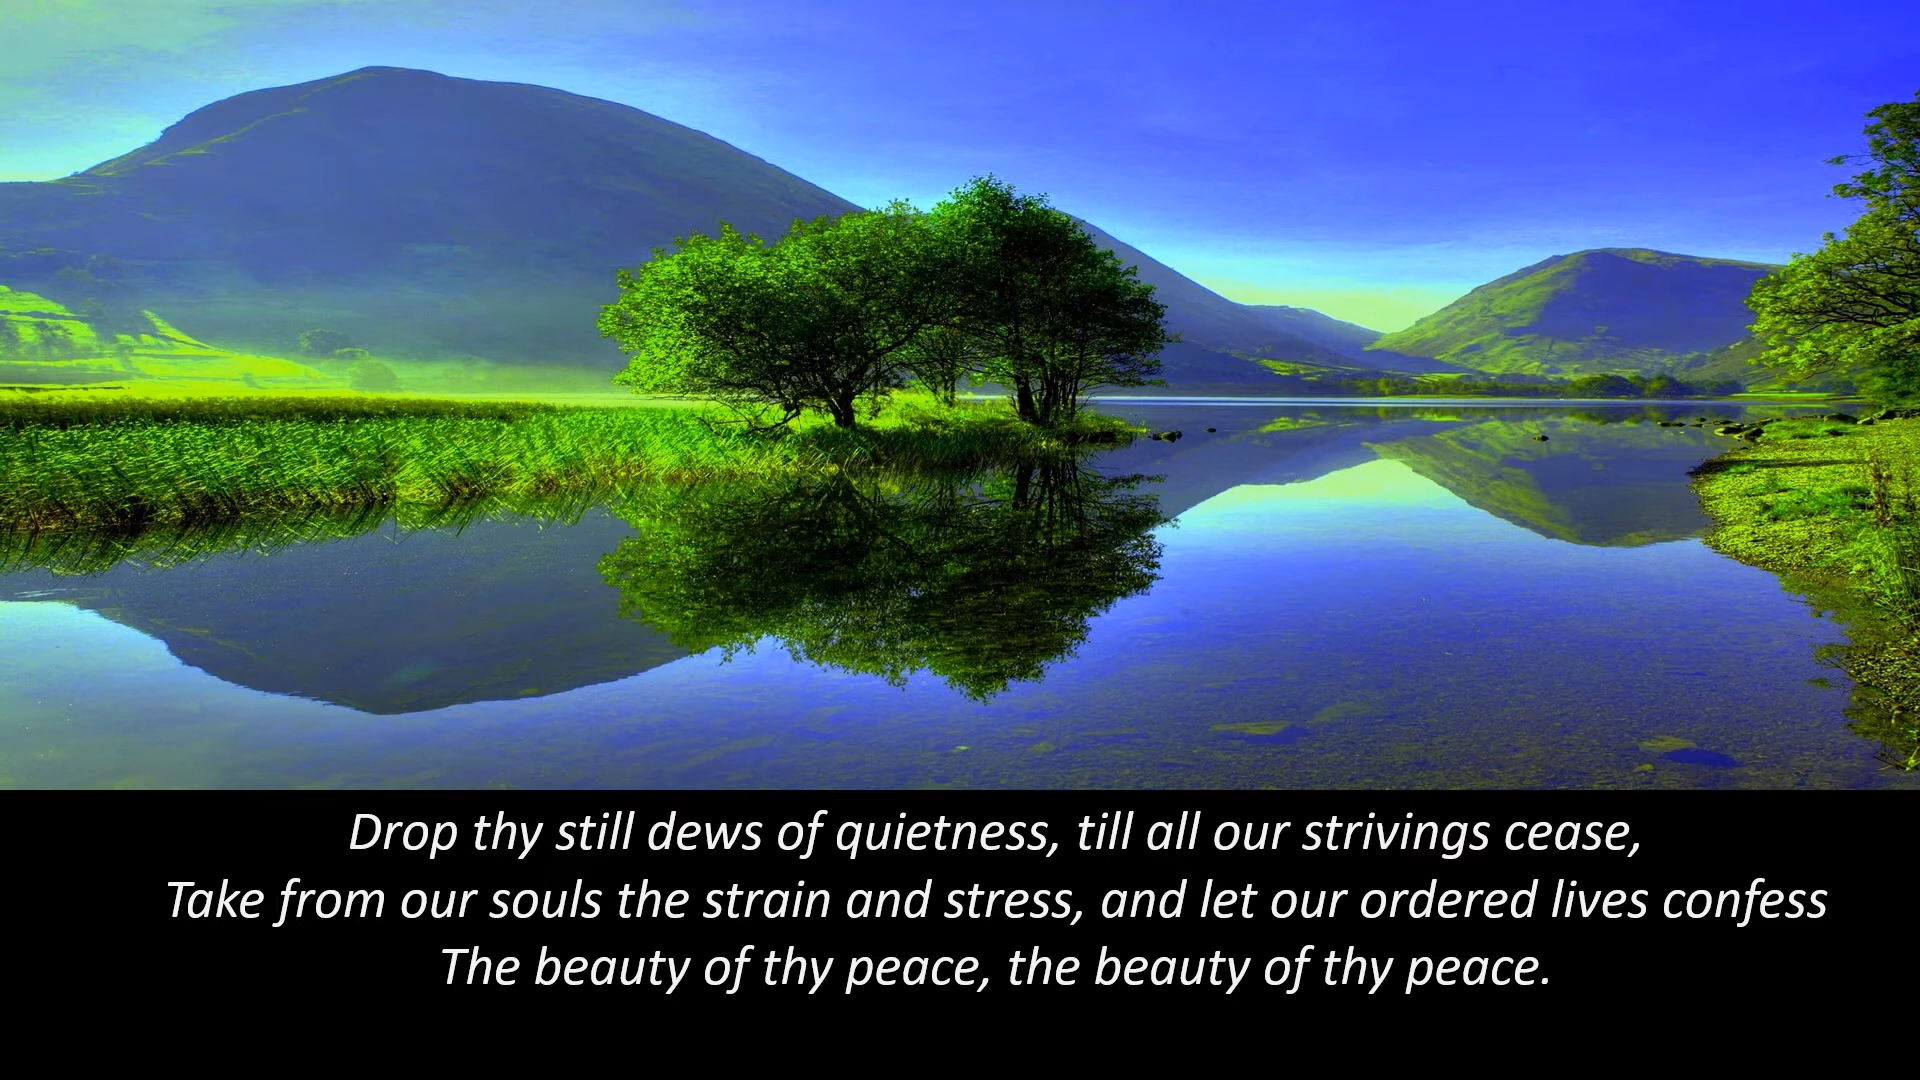 Drop thy still dews of quietness, till all our strivings cease,
Take from our souls the strain and stress, and let our ordered lives confess
The beauty of thy peace, the beauty of thy peace.